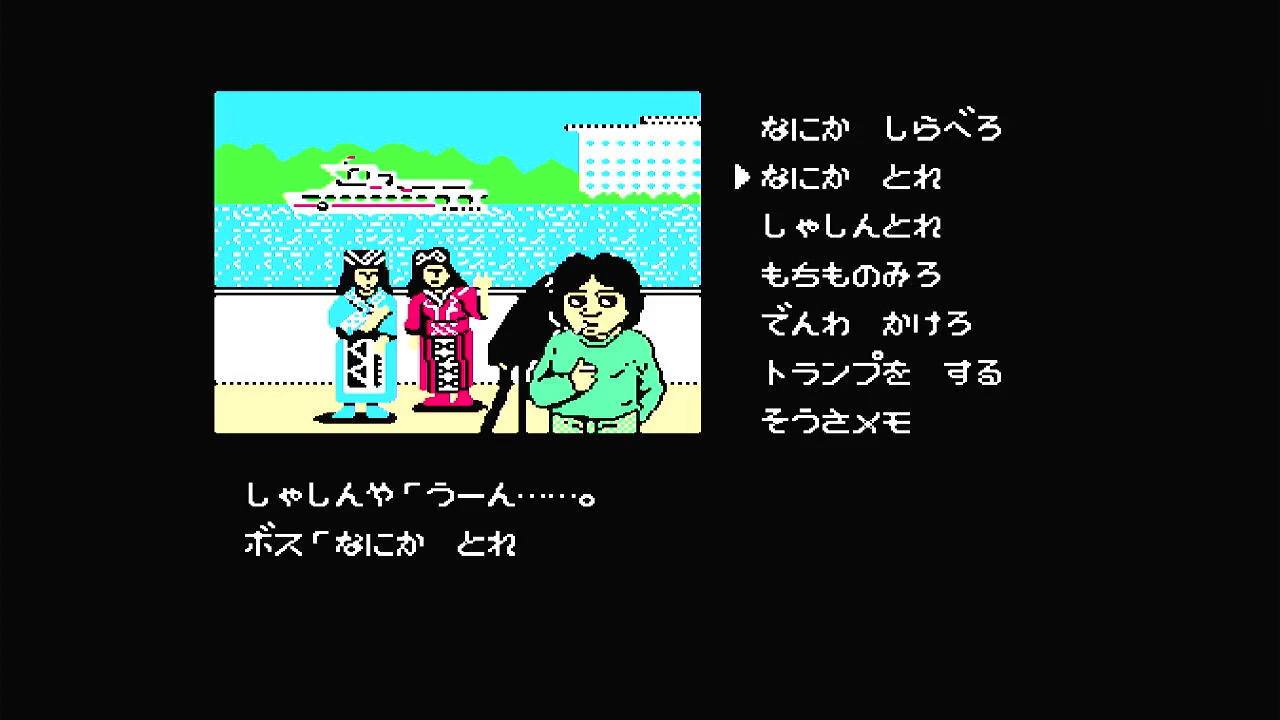 なにか しらべろ
なにか とれ
しゃしんとれ
もちものみろ
でんわ かけろ
トランプを する
そうさメモ
しゃしんや「うーん……。
ボス「なにか とれ